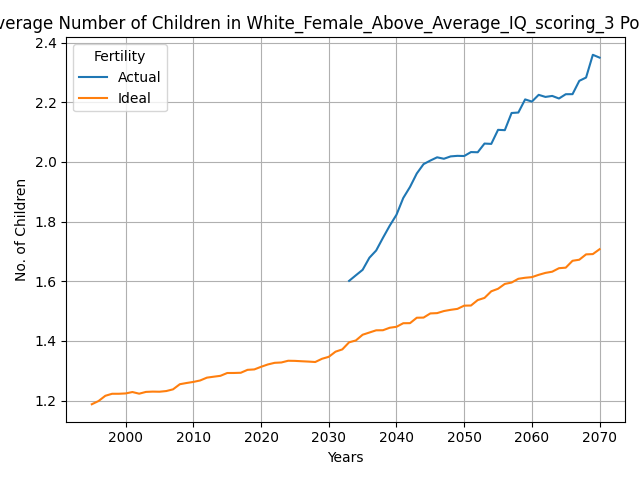 verage Number of Children in White_Female_Above_Average_IQ_scoring_3 Po
Fertility
Actual
Ideal
No. of Children
2.4
2.2
2.0
1.8
1.6
1.4
1.2
2000 2010 2020 2030 2040 2050 2060 2070
Years